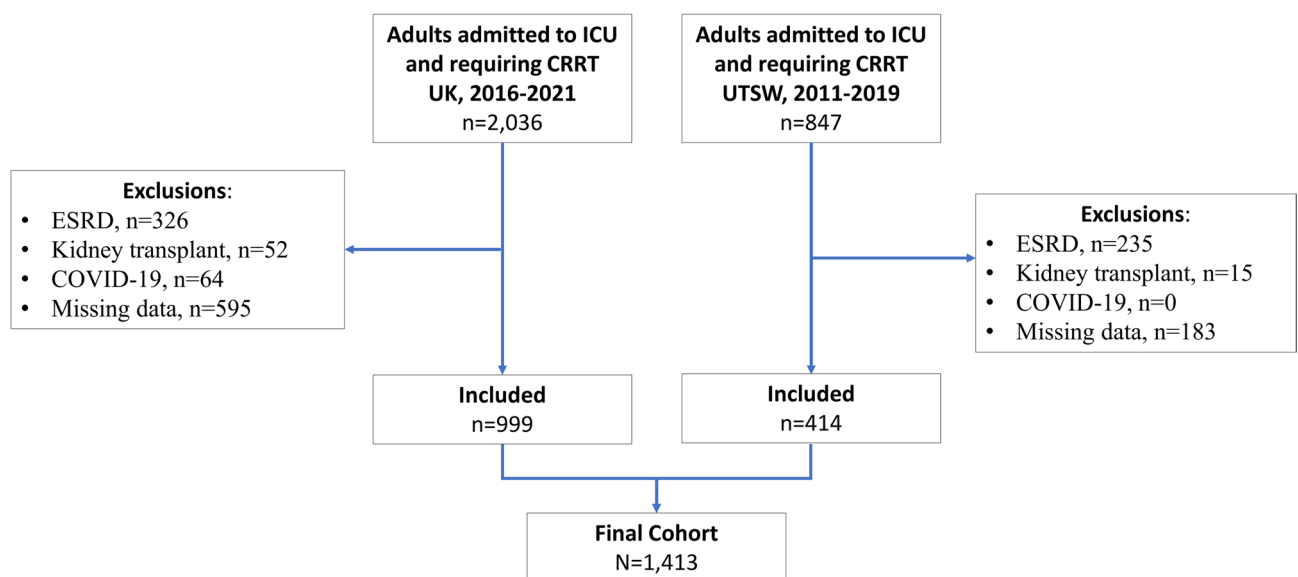 Adults admitted to ICU
and requiring CRRT
UK, 2016-2021
n=2,036
Adults admitted to ICU
and requiring CRRT
UTSW, 2011-2019
n=847
Exclusions:
• ESRD, n=326
• Kidney transplant, n=52
• COVID-19, n=64
• Missing data, n=595
Exclusions:
• ESRD, n=235
• Kidney transplant, n=15
• COVID-19, n=0
• Missing data, n=183
Included
n=999
Included
n=414
Final Cohort
N=1,413